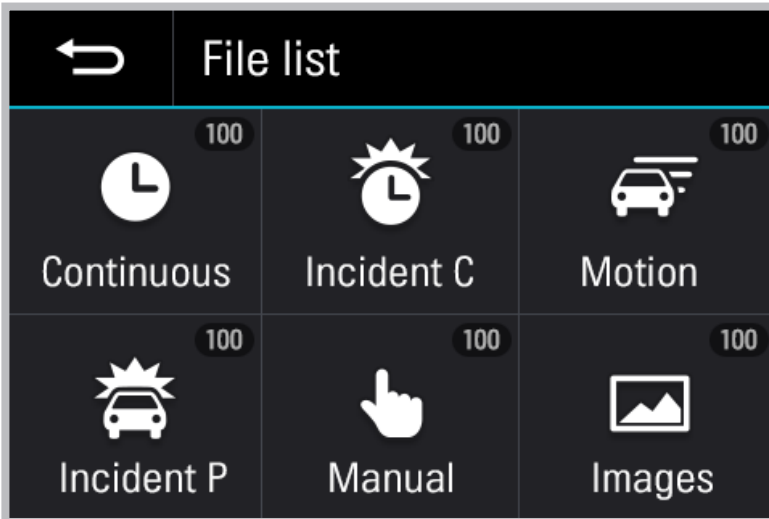 File list
100 100 100
Continuous Incident C Motion
100 100 100
Incident P Manual Images